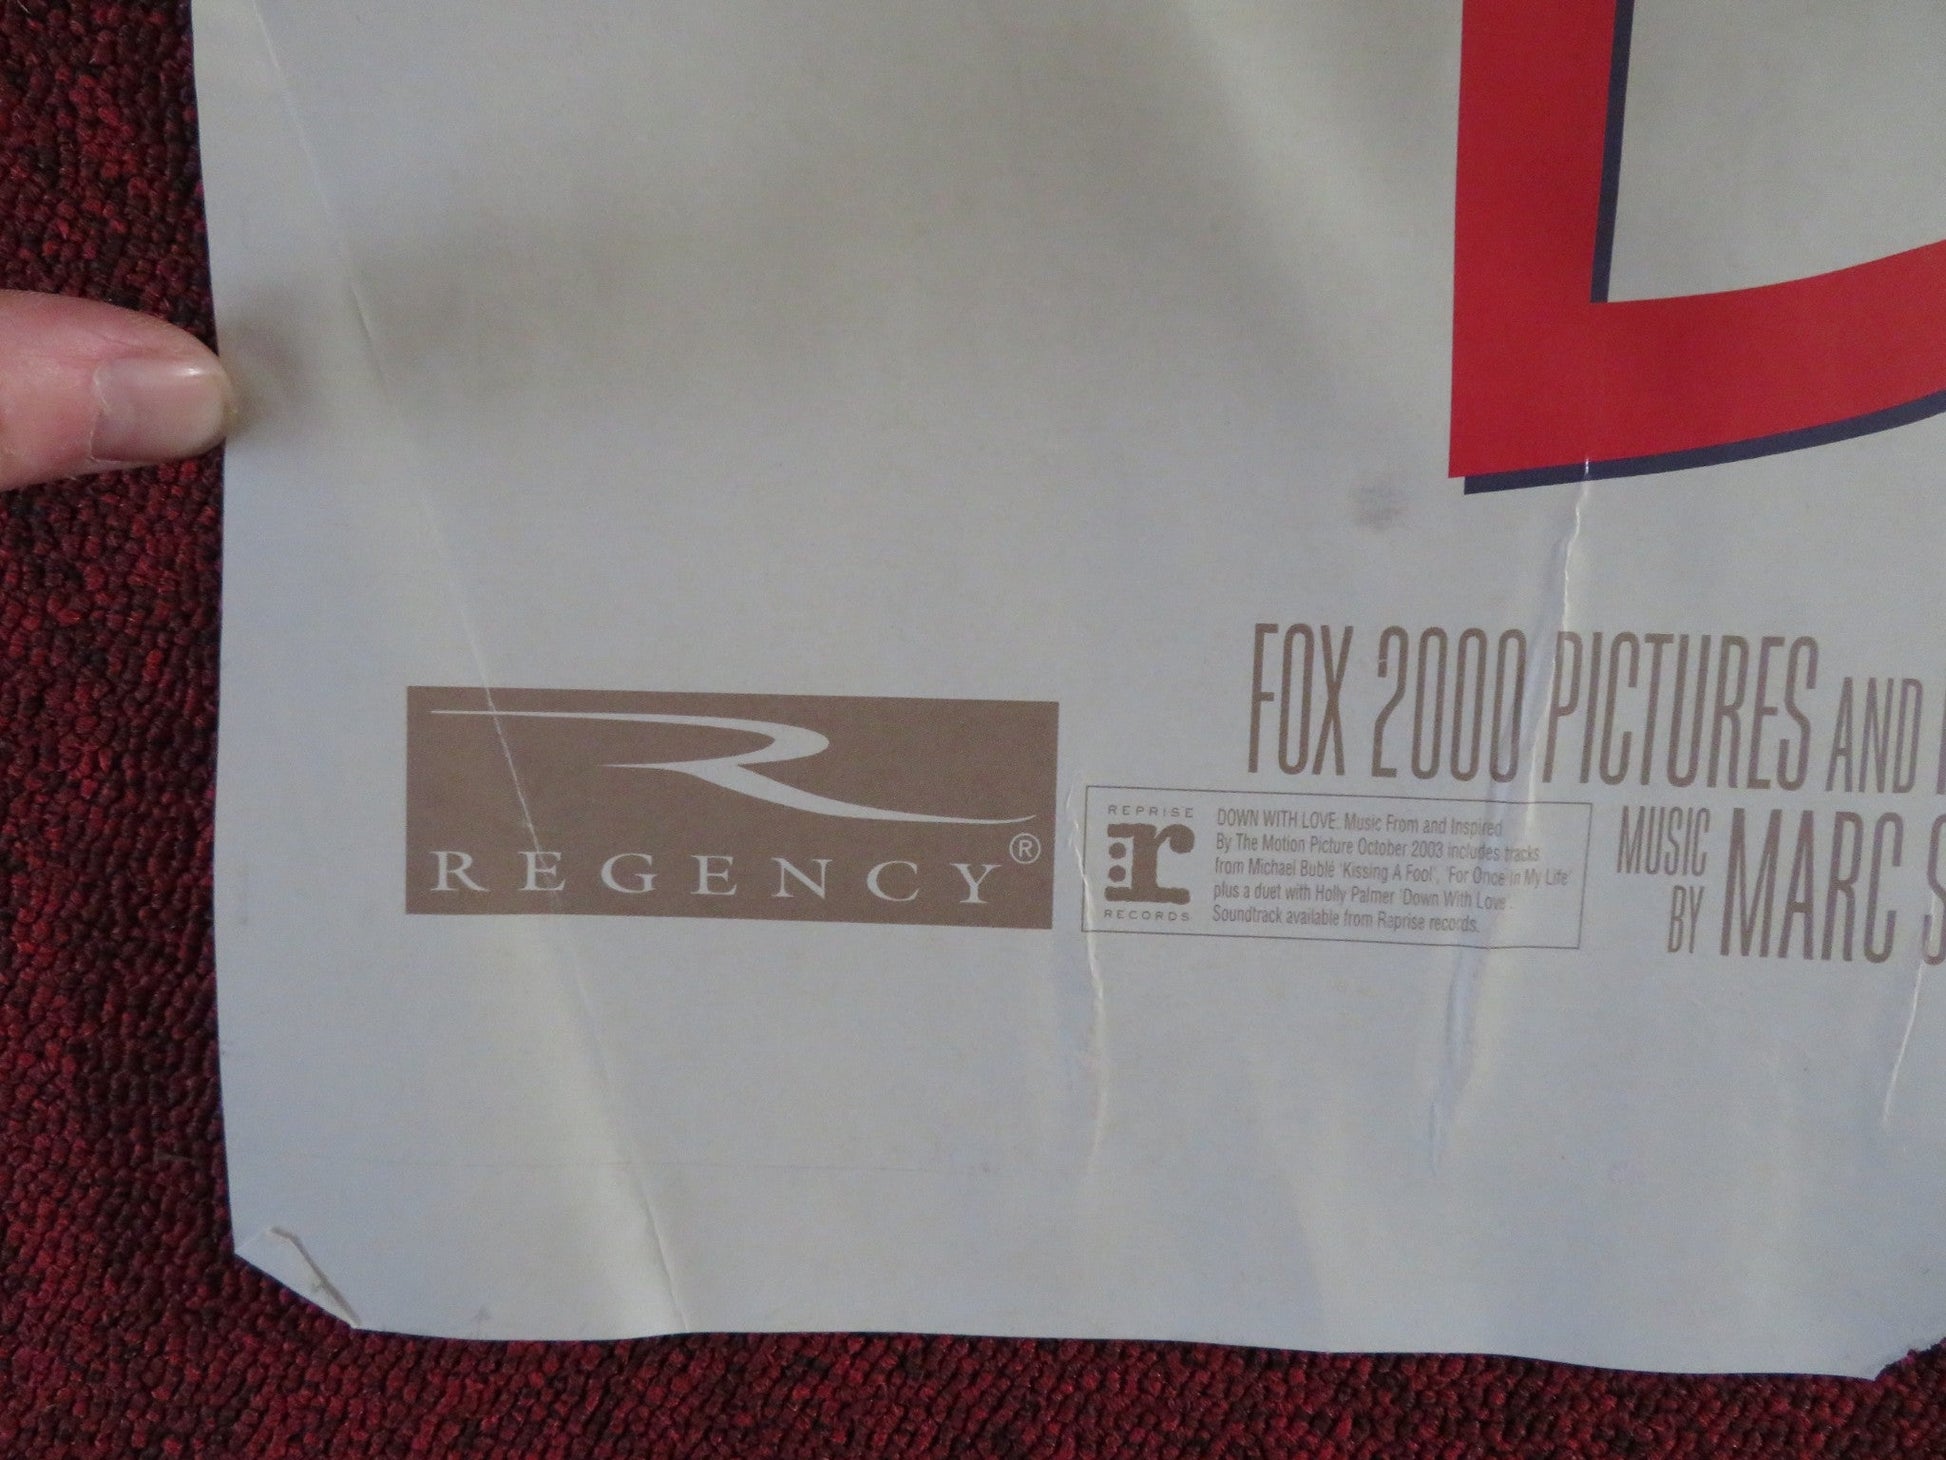 FOX 2000 PICTURES AND
R
REGENCY®
REPRISE
r
RECORDS
DOWN WITH LOVE: Music From and Inspired
By The Motion Picture October 2003 includes tracks
from Michael Bublé 'Kissing A Fool', 'For Once in My Life'
plus a duet with Holly Palmer 'Down With Love'.
Soundtrack available from Reprise records.
MUSIC
BY MARC S